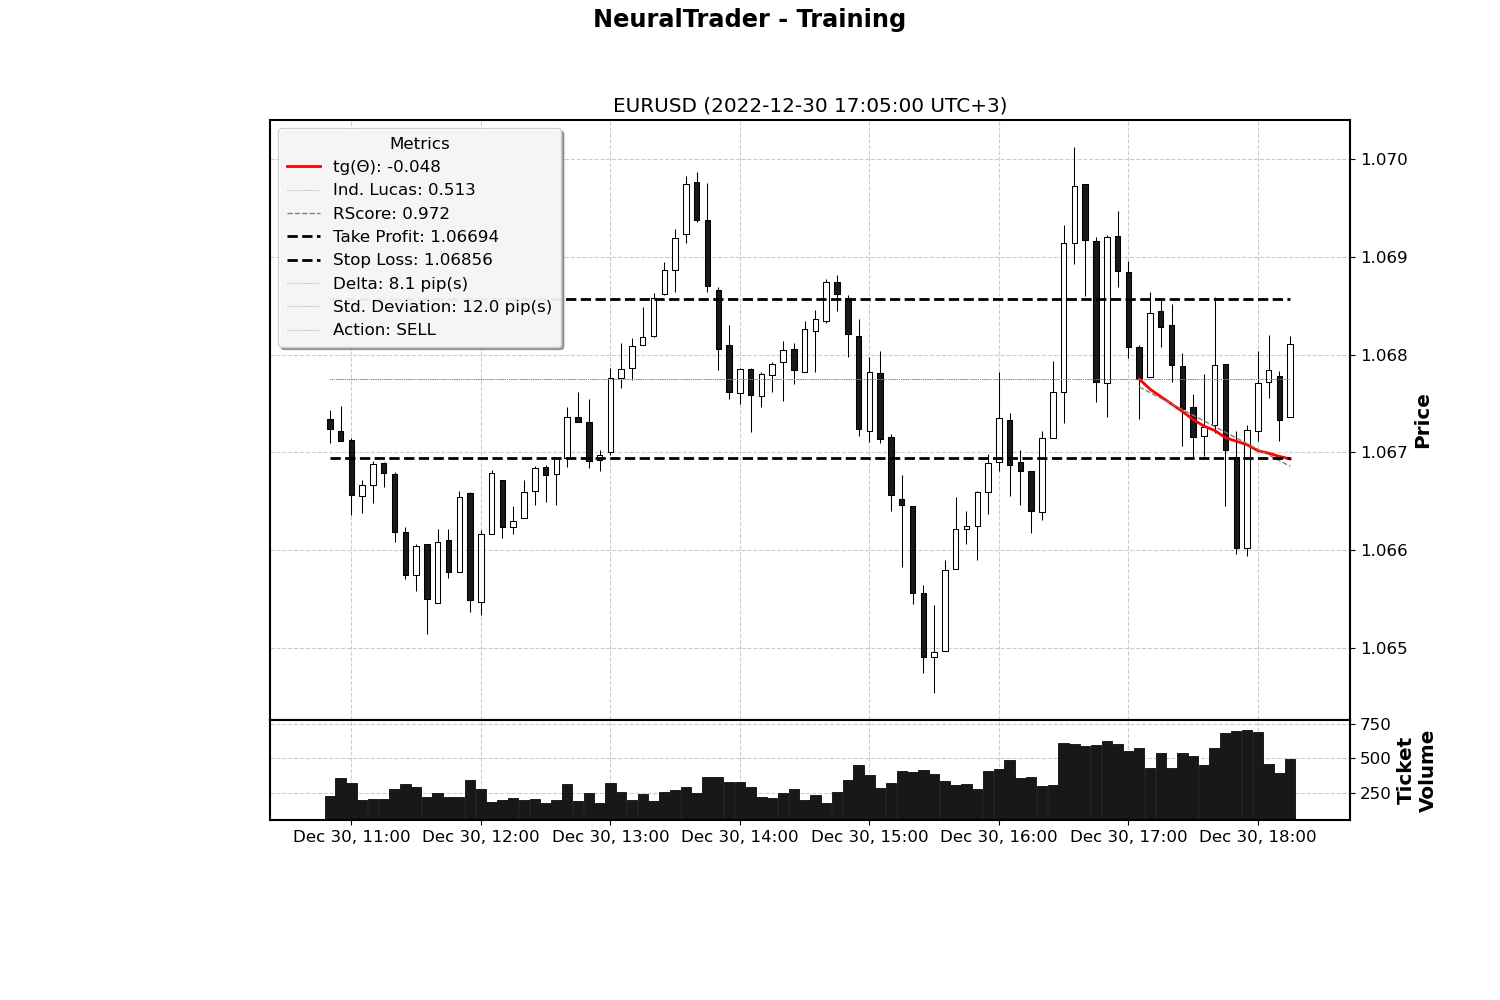 NeuralTrader - Training
EURUSD (2022-12-30 17:05:00 UTC+3)
Metrics
tg(Θ): -0.048
Ind. Lucas: 0.513
RScore: 0.972
Take Profit: 1.06694
Stop Loss: 1.06856
Delta: 8.1 pip(s)
Std. Deviation: 12.0 pip(s)
Action: SELL
1.070
1.069
1.068
1.067
1.066
1.065
Price
750
500
250
Ticket
Volume
Dec 30, 11:00 Dec 30, 12:00 Dec 30, 13:00 Dec 30, 14:00 Dec 30, 15:00 Dec 30, 16:00 Dec 30, 17:00 Dec 30, 18:00